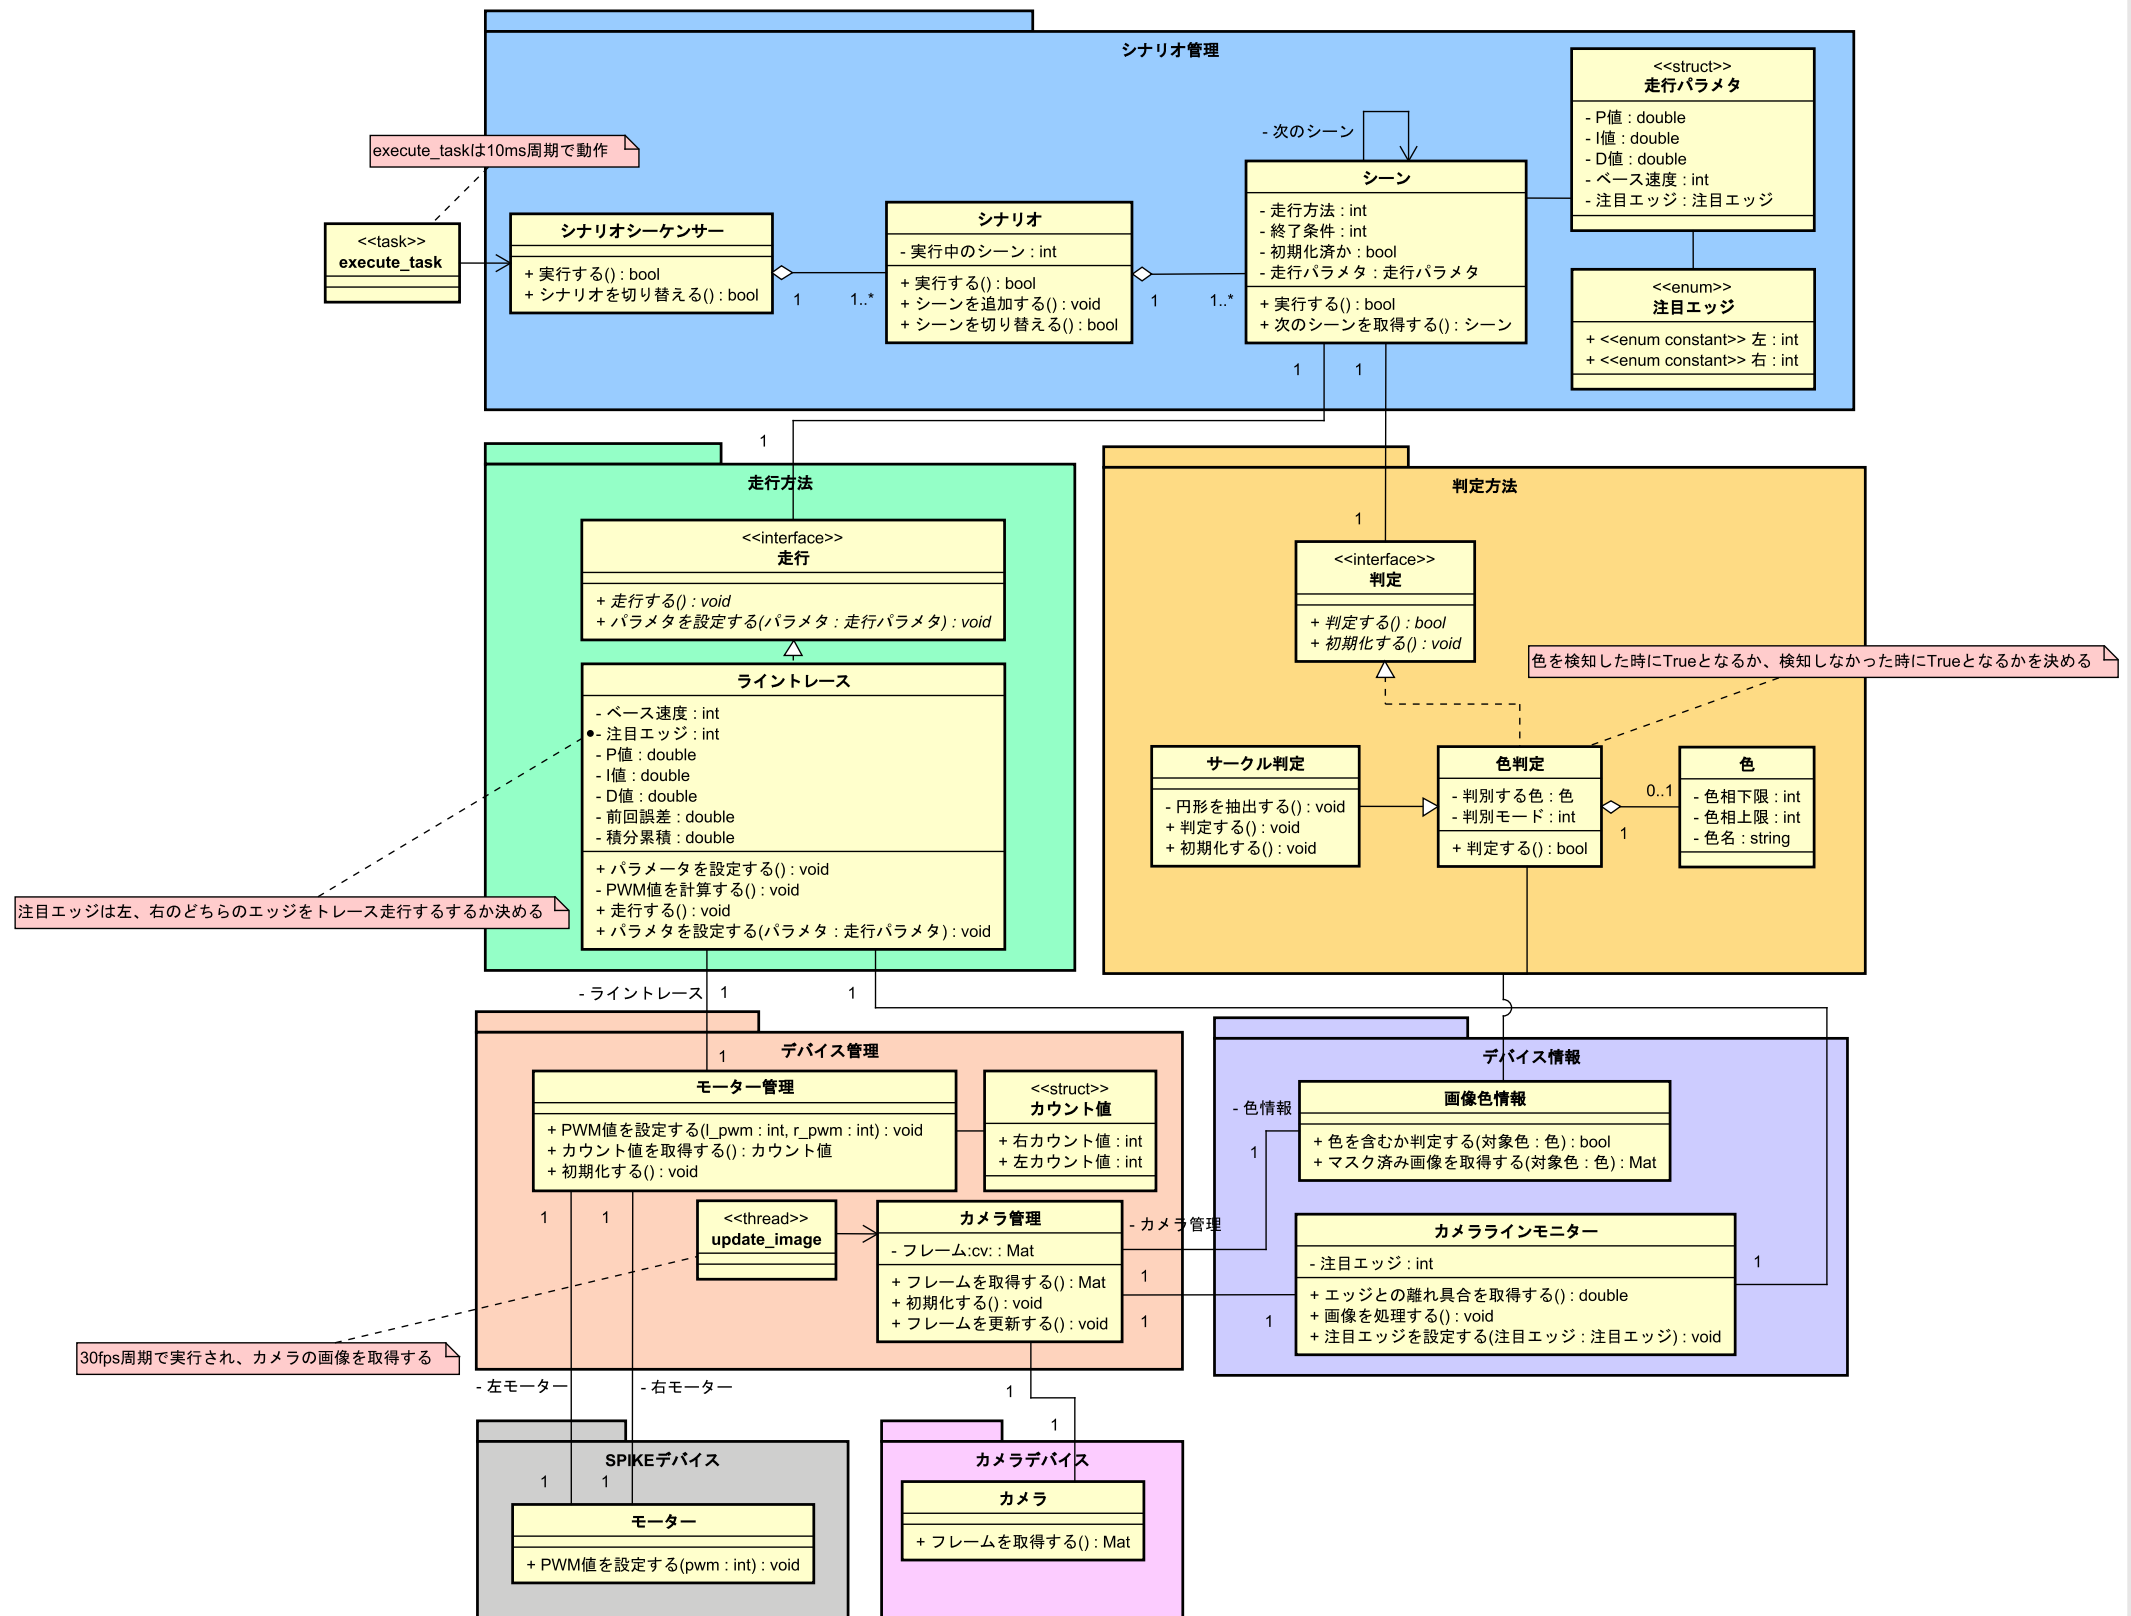 シナリオ管理
<<struct>>
走行パラメタ
- P値 : double
- I値 : double
- D値 : double
- ベース速度 : int
- 注目エッジ : 注目エッジ
- 次のシーン
execute_taskは10ms周期で動作
<<task>>
execute_task
シナリオシーケンサー
+ 実行する() : bool
+ シナリオを切り替える() : bool
1
1..*
シナリオ
- 実行中のシーン : int
+ 実行する() : bool
+ シーンを追加する() : void
+ シーンを切り替える() : bool
1
1..*
シーン
- 走行方法 : int
- 終了条件 : int
- 初期化済か : bool
- 走行パラメタ : 走行パラメタ
+ 実行する() : bool
+ 次のシーンを取得する() : シーン
<<enum>>
注目エッジ
+ <<enum constant>> 左 : int
+ <<enum constant>> 右 : int
1
1
1
走行方法
<<interface>>
走行
+ 走行する() : void
+ パラメタを設定する(パラメタ : 走行パラメタ) : void
ライントレース
- ベース速度 : int
- 注目エッジ : int
- P値 : double
- I値 : double
- D値 : double
- 前回誤差 : double
- 積分累積 : double
+ パラメータを設定する() : void
- PWM値を計算する() : void
+ 走行する() : void
+ パラメタを設定する(パラメタ : 走行パラメタ) : void
注目エッジは左、右のどちらのエッジをトレース走行するするか決める
判定方法
1
<<interface>>
判定
+ 判定する() : bool
+ 初期化する() : void
色を検知した時にTrueとなるか、検知しなかった時にTrueとなるかを決める
サークル判定
- 円形を抽出する() : void
+ 判定する() : void
+ 初期化する() : void
色判定
- 判別する色 : 色
- 判別モード : int
+ 判定する() : bool
0..1
1
色
- 色相下限 : int
- 色相上限 : int
- 色名 : string
- ライントレース
1
1
デバイス管理
1
モーター管理
+ PWM値を設定する(l_pwm : int, r_pwm : int) : void
+ カウント値を取得する() : カウント値
+ 初期化する() : void
<<struct>>
カウント値
+ 右カウント値 : int
+ 左カウント値 : int
1
1
<<thread>>
update_image
カメラ管理
- フレーム:cv: : Mat
+ フレームを取得する() : Mat
+ 初期化する() : void
+ フレームを更新する() : void
- カメラ管理
1
1
デバイス情報
- 色情報
1
画像色情報
+ 色を含むか判定する(対象色 : 色) : bool
+ マスク済み画像を取得する(対象色 : 色) : Mat
カメララインモニター
- 注目エッジ : int
+ エッジとの離れ具合を取得する() : double
+ 画像を処理する() : void
+ 注目エッジを設定する(注目エッジ : 注目エッジ) : void
1
1
30fps周期で実行され、カメラの画像を取得する
- 左モーター
- 右モーター
1
1
SPIKEデバイス
1
1
モーター
+ PWM値を設定する(pwm : int) : void
カメラデバイス
カメラ
+ フレームを取得する() : Mat